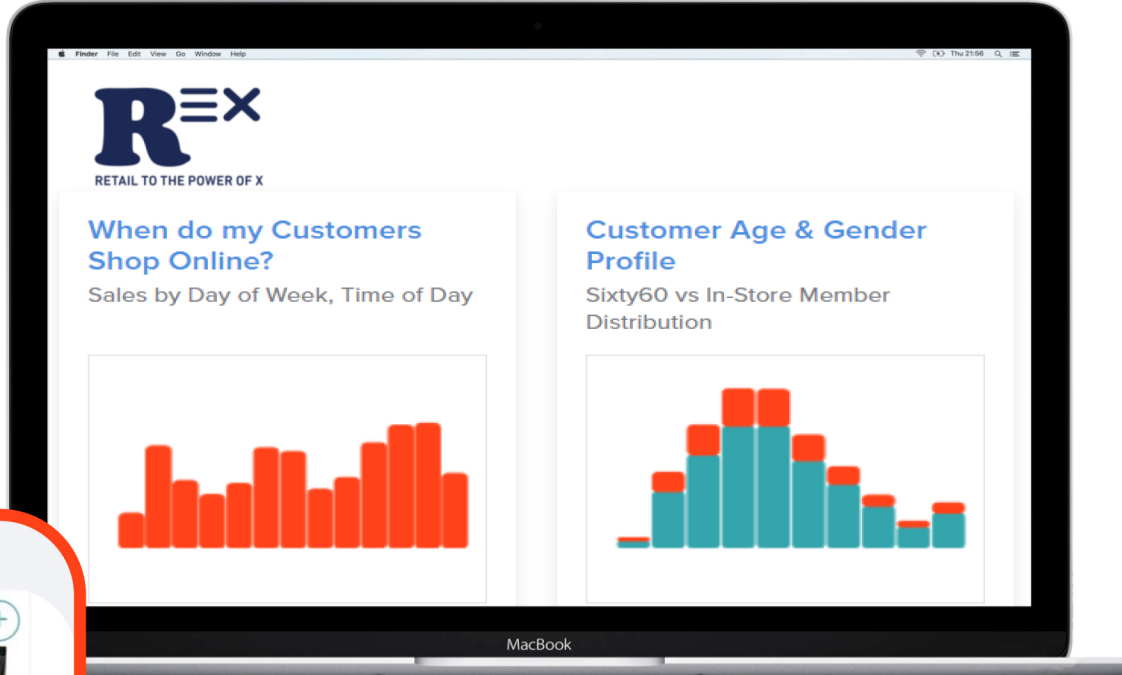 Finder File Edit View Go Window Help
Thu 21:56
REX
RETAIL TO THE POWER OF X
When do my Customers
Shop Online?
Sales by Day of Week, Time of Day
Customer Age & Gender
Profile
Sixty60 vs In-Store Member
Distribution
MacBook